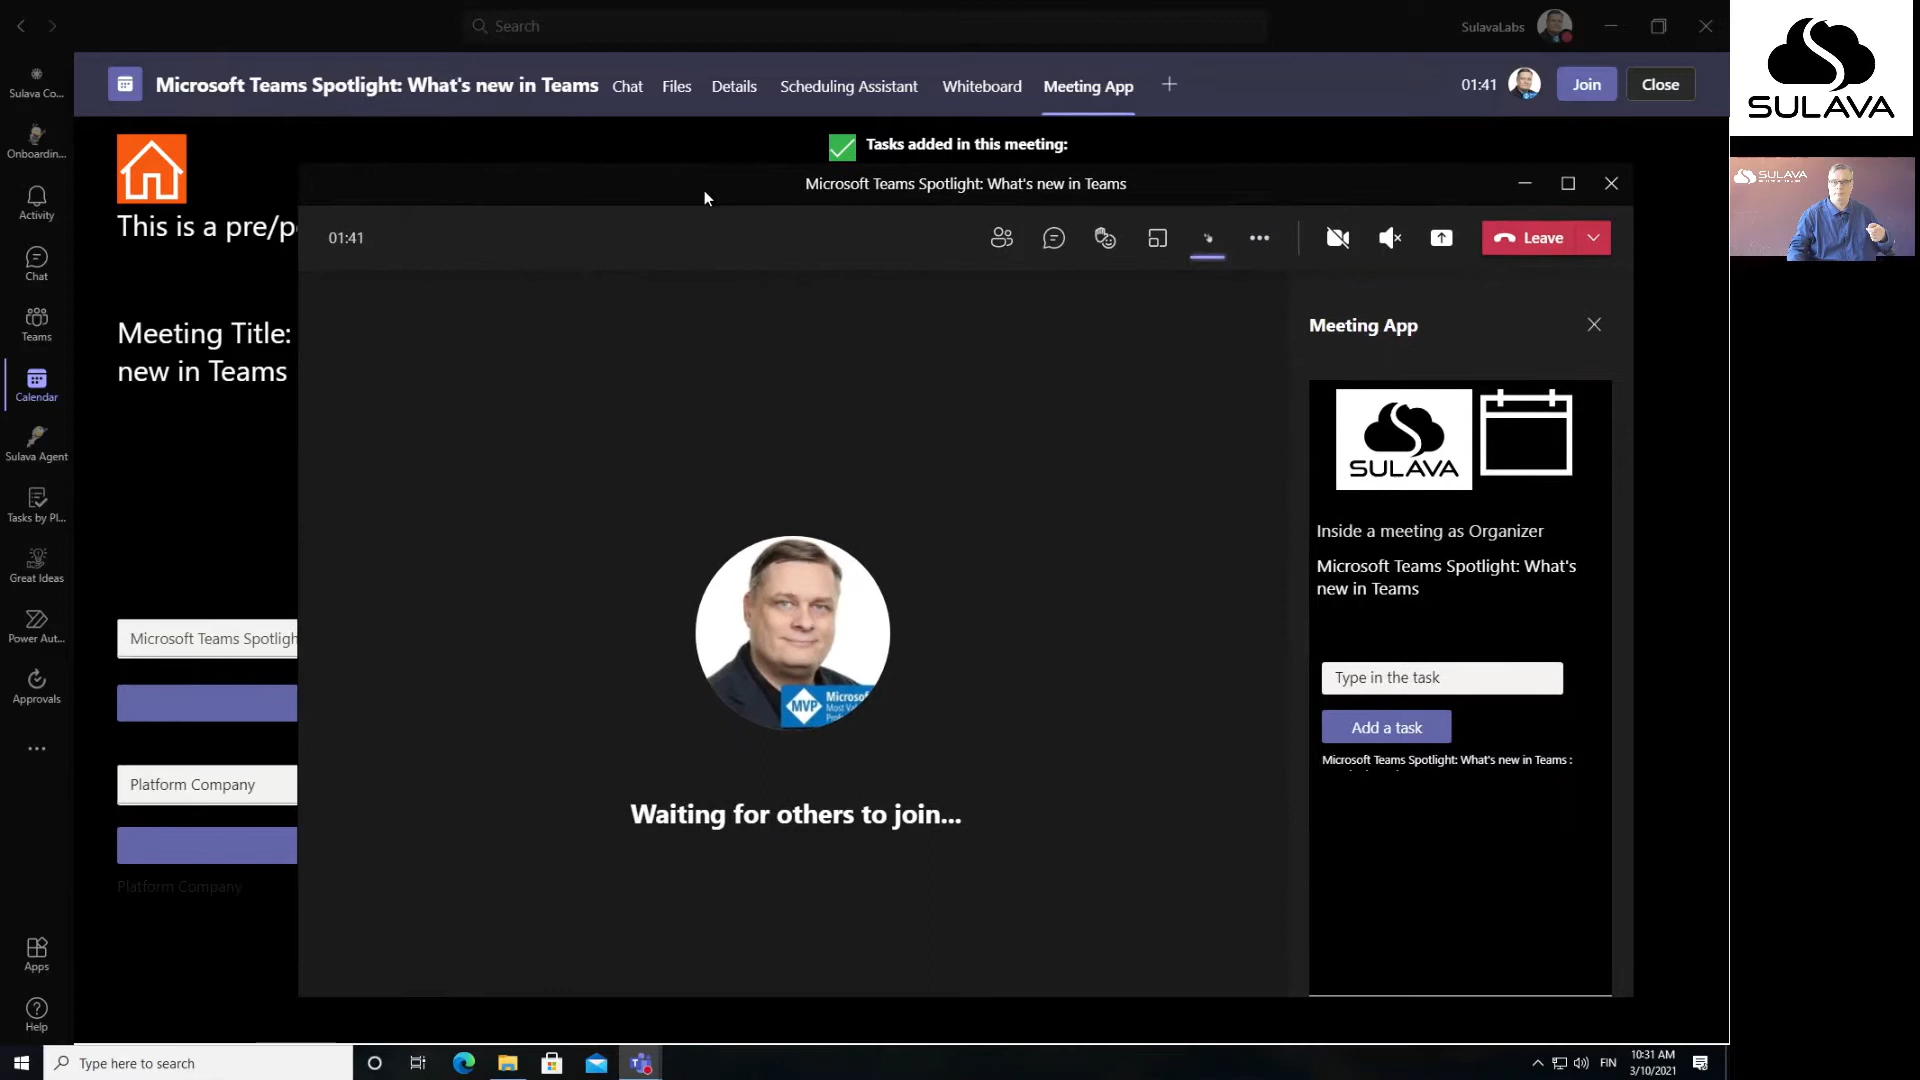 Search
SulavaLabs
SULAVA
Sulava Co...
Microsoft Teams Spotlight: What's new in Teams
Chat
Files
Details
Scheduling Assistant
Whiteboard
Meeting App
01:41
Join
Close
Onboardin...
Activity
Chat
Teams
Calendar
Sulava Agent
Tasks by Pl...
Great Ideas
Power Aut...
Approvals
Apps
Help
Tasks added in this meeting:
This is a pre/p
Meeting Title:
new in Teams
Microsoft Teams Spotligh
Platform Company
Platform Company
Microsoft Teams Spotlight: What's new in Teams
01:41
Leave
SULAVA
Meeting App
SULAVA
Inside a meeting as Organizer
Microsoft Teams Spotlight: What's
new in Teams
Type in the task
Add a task
Microsoft Teams Spotlight: What's new in Teams :
MVP
Microsof
Most Va
Waiting for others to join...
Type here to search
FIN
10:31 AM
3/10/2021